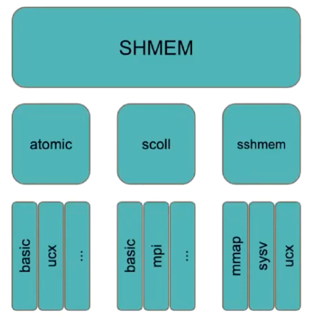 SHMEM
atomic
scoll
sshmem
basic
ucx
...
basic
mpi
...
mmap
sysv
ucx